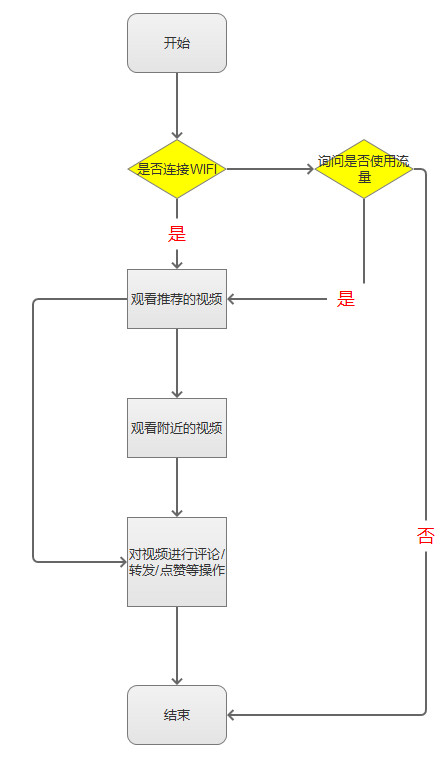 开始
是否连接WIFI
询问是否使用流
量
是
观看推荐的视频
是
观看附近的视频
否
对视频进行评论/
转发/点赞等操作
结束